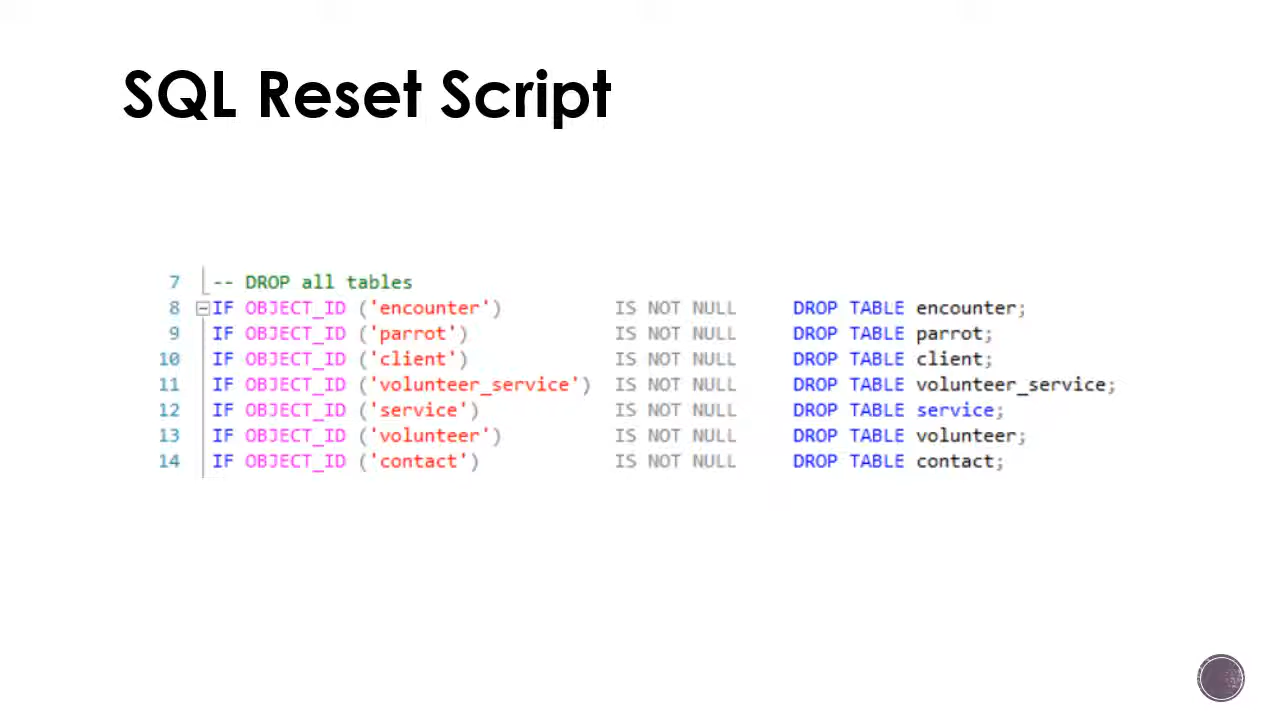 SQL Reset Script
7 -- DROP all tables
8 IF OBJECT_ID ('encounter') IS NOT NULL DROP TABLE encounter;
9 IF OBJECT_ID ('parrot') IS NOT NULL DROP TABLE parrot;
10 IF OBJECT_ID ('client') IS NOT NULL DROP TABLE client;
11 IF OBJECT_ID ('volunteer_service') IS NOT NULL DROP TABLE volunteer_service;
12 IF OBJECT_ID ('service') IS NOT NULL DROP TABLE service;
13 IF OBJECT_ID ('volunteer') IS NOT NULL DROP TABLE volunteer;
14 IF OBJECT_ID ('contact') IS NOT NULL DROP TABLE contact;